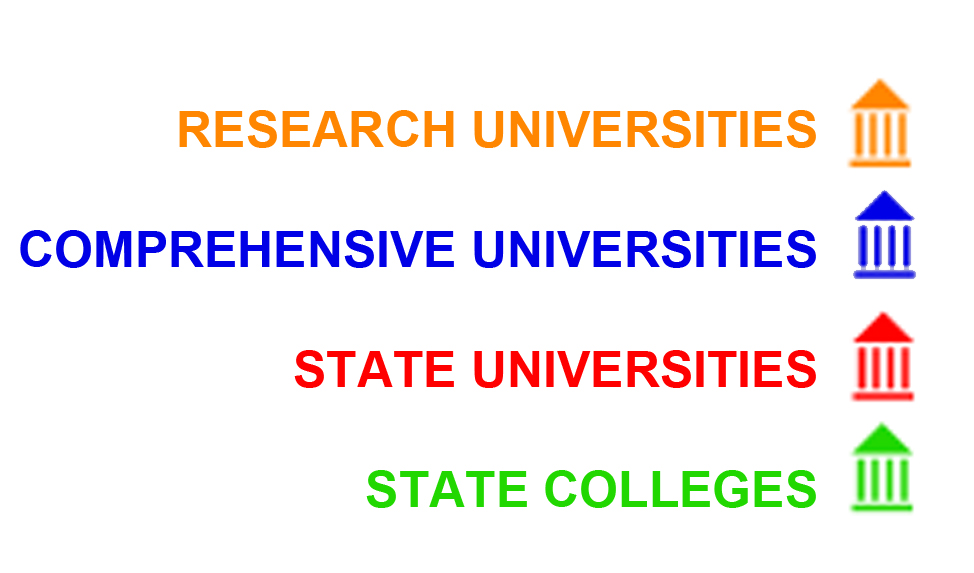 RESEARCH UNIVERSITIES
COMPREHENSIVE UNIVERSITIES
STATE UNIVERSITIES
STATE COLLEGES